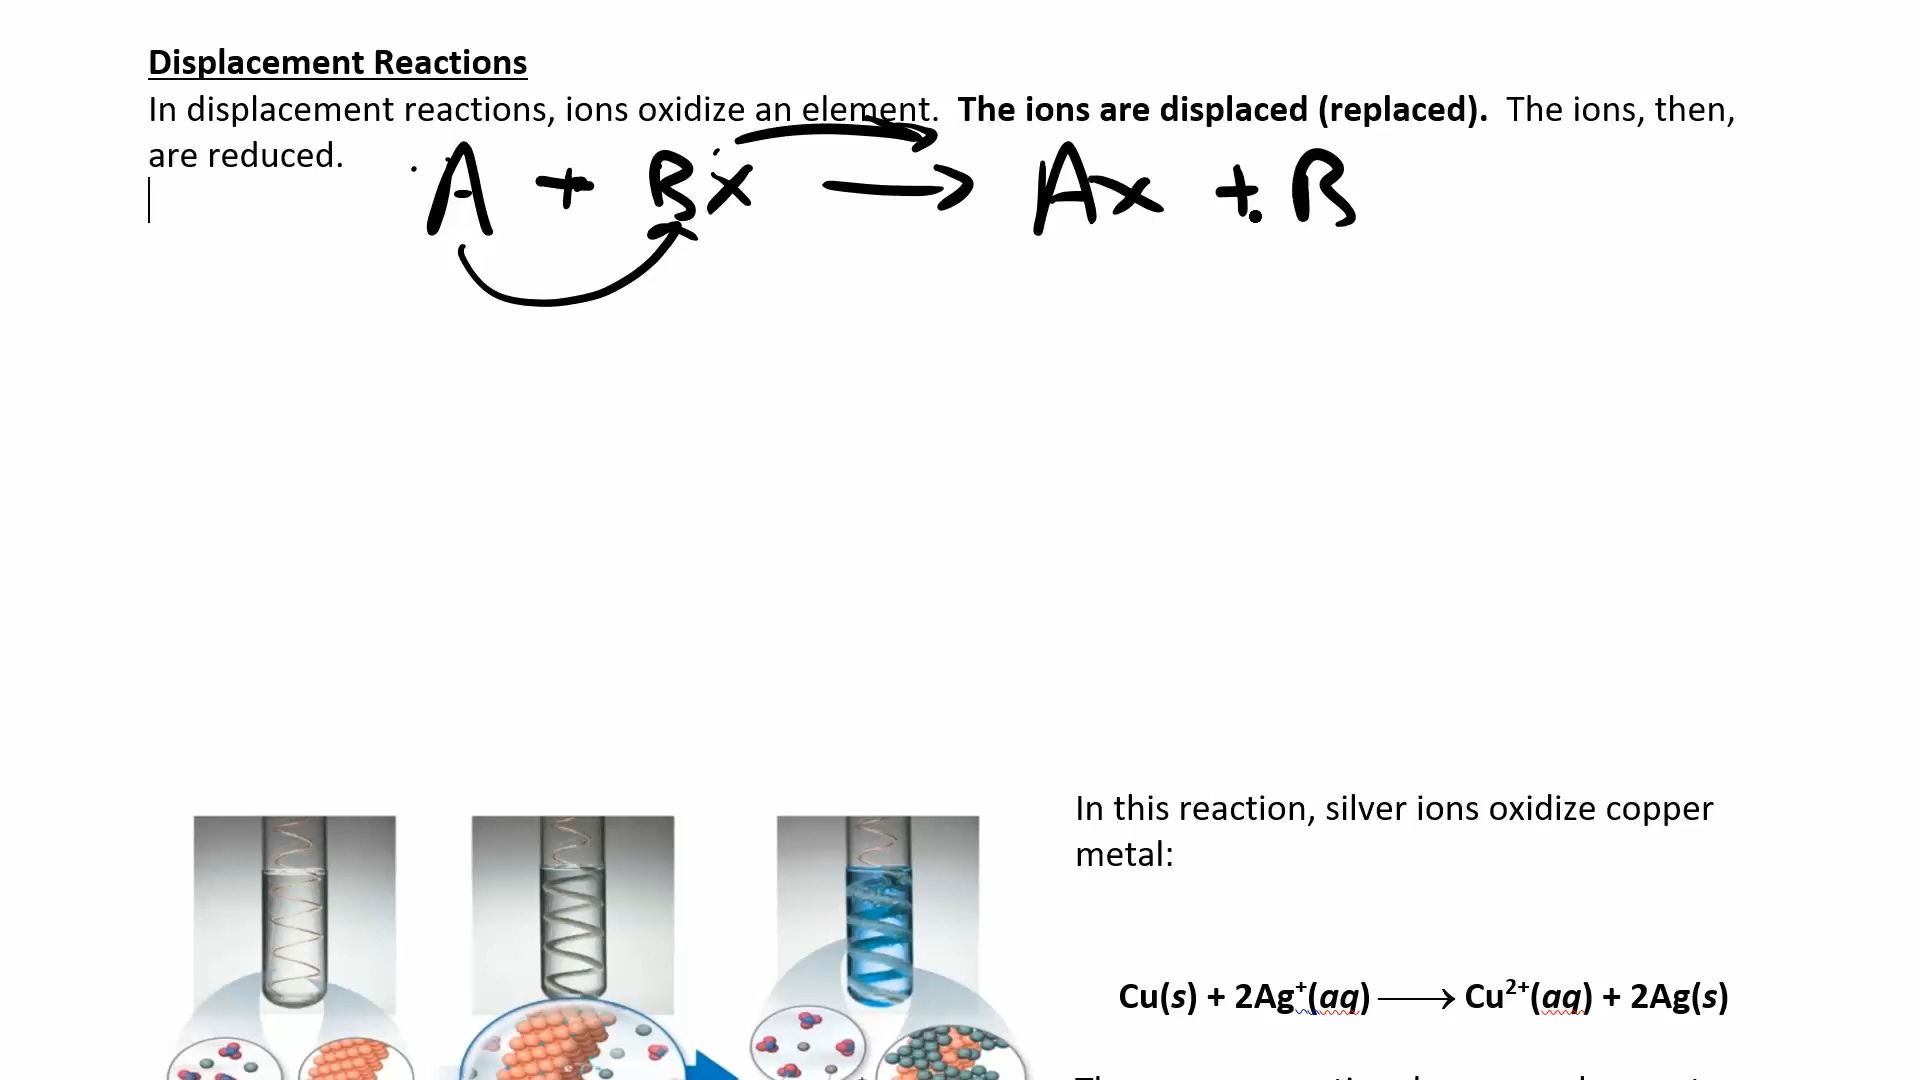 Displacement Reactions
In displacement reactions, ions oxidize an element. The ions are displaced (replaced). The ions, then,
are reduced.
A + Bx → Ax + B
In this reaction, silver ions oxidize copper
metal:
Cu(s) + 2Ag⁺(aq) ⟶ Cu²⁺(aq) + 2Ag(s)